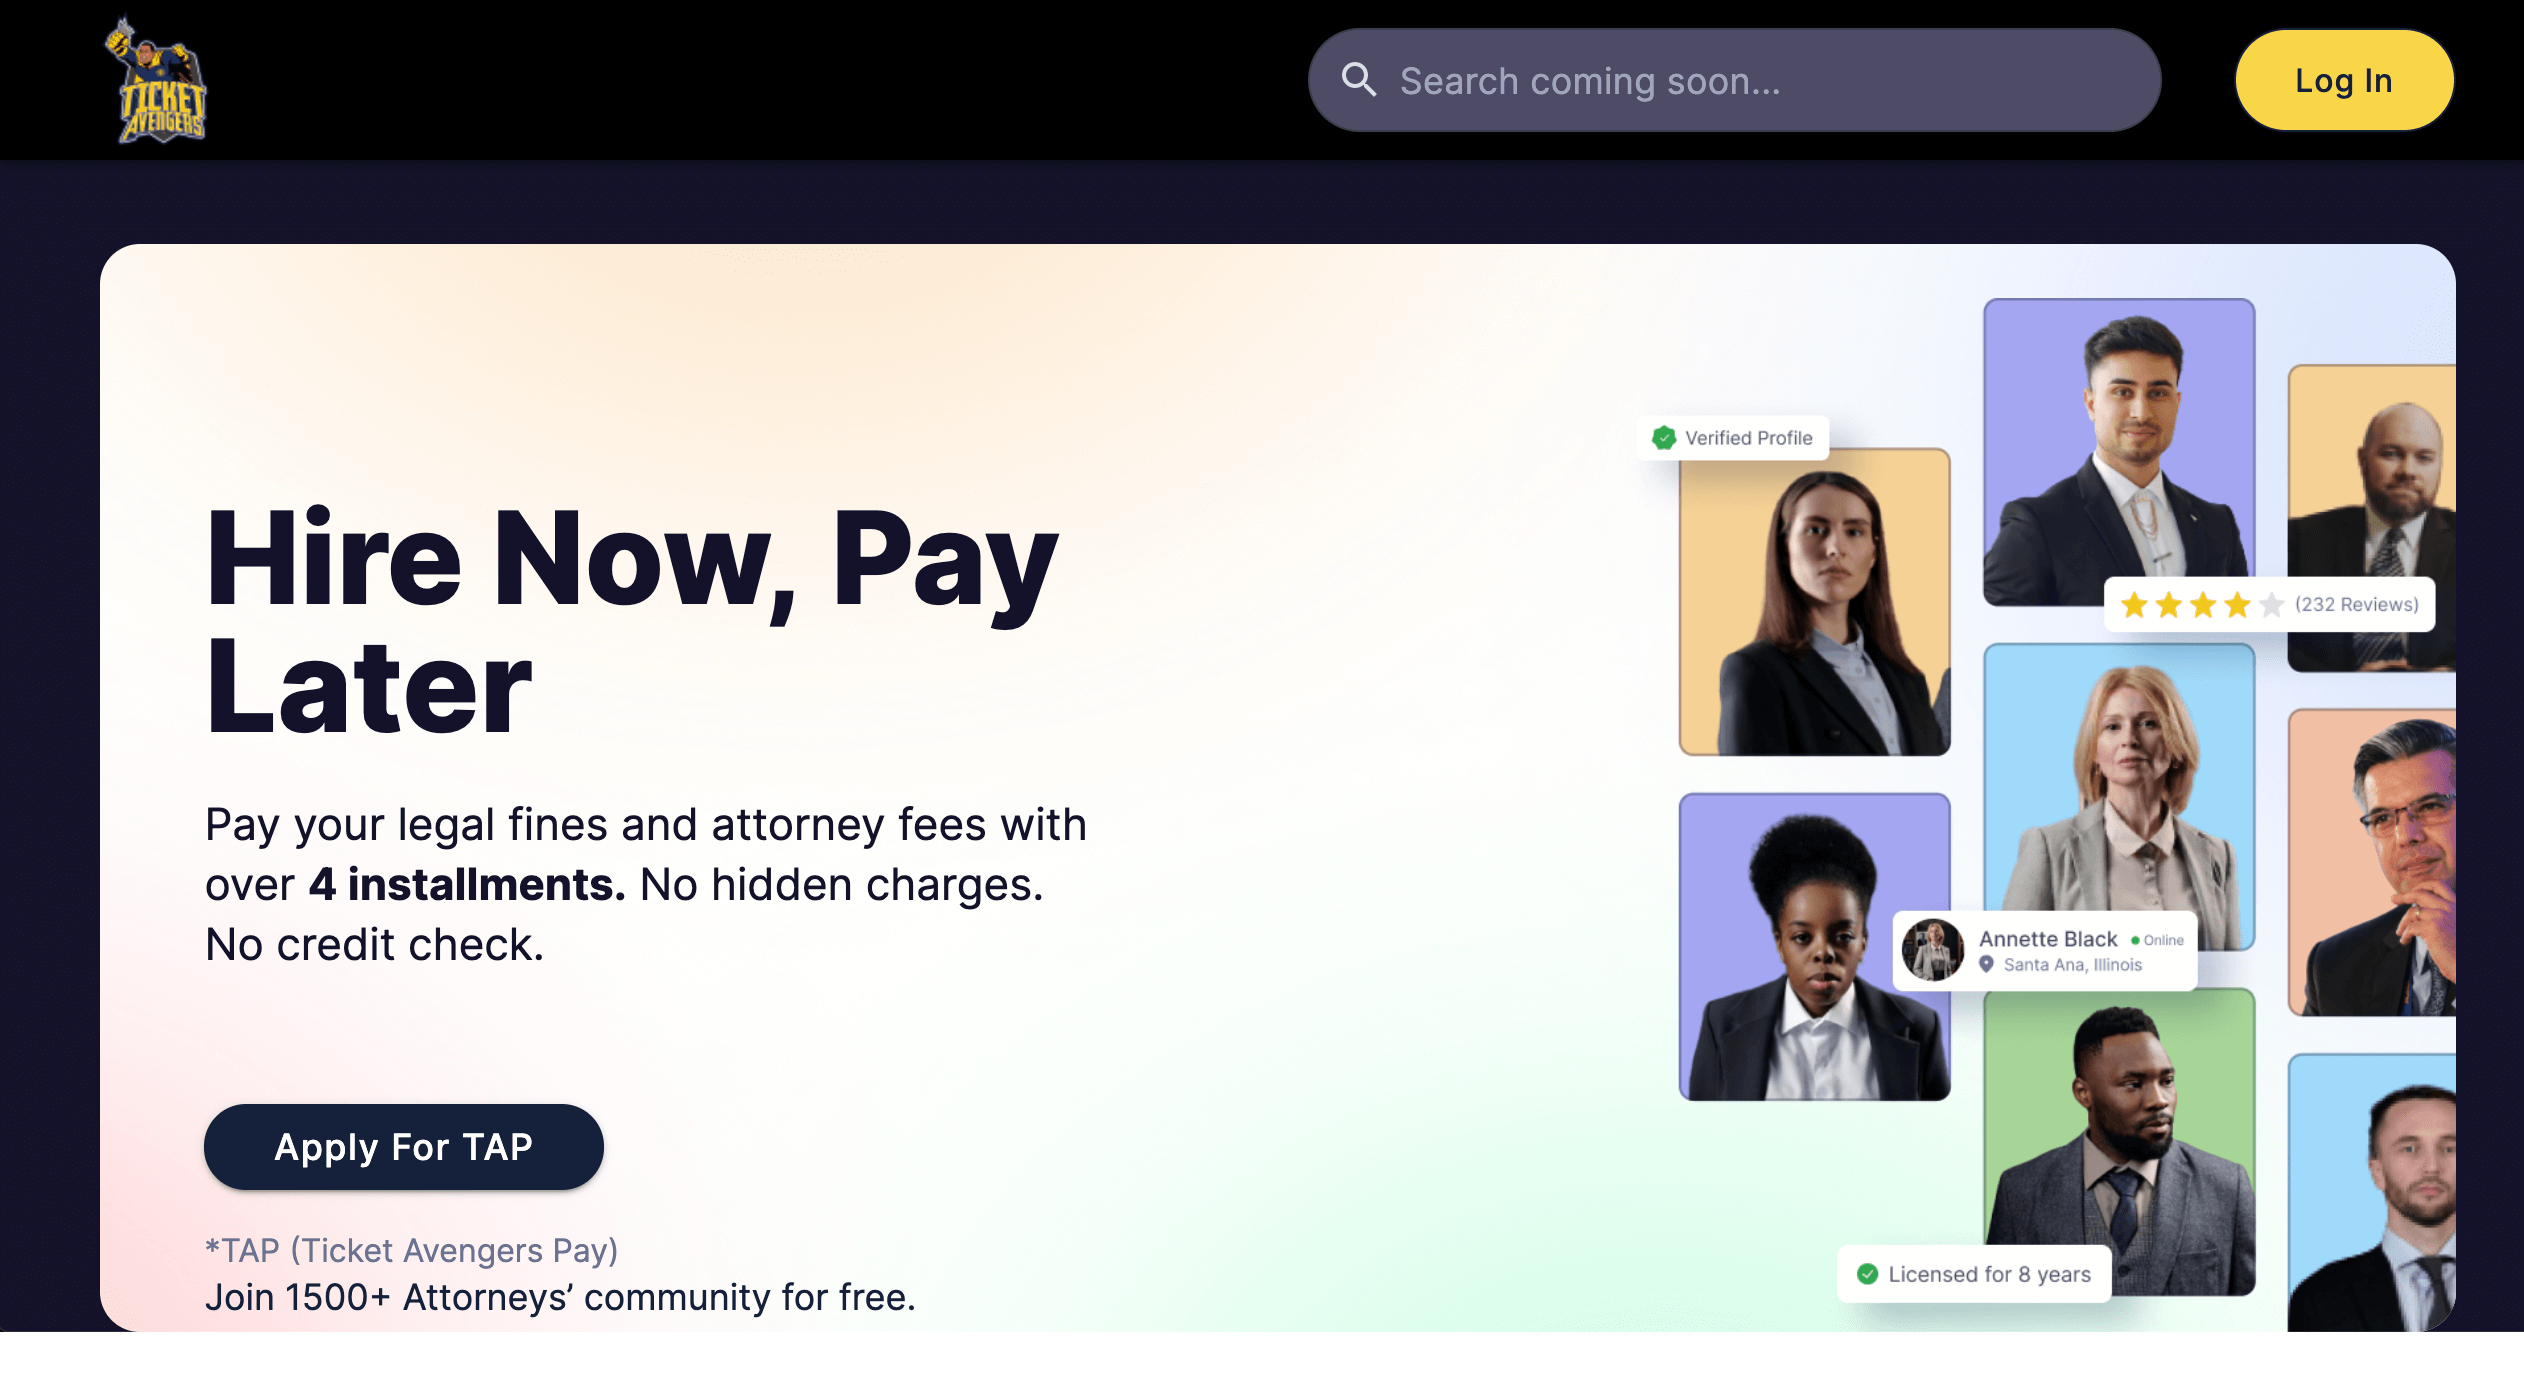 TICKET
AVENGERS
Search coming soon...
Log In
Hire Now, Pay
Later
Pay your legal fines and attorney fees with
over 4 installments. No hidden charges.
No credit check.
Apply For TAP
*TAP (Ticket Avengers Pay)
Join 1500+ Attorneys’ community for free.
Verified Profile
(232 Reviews)
Annette Black
Online
Santa Ana, Illinois
Licensed for 8 years